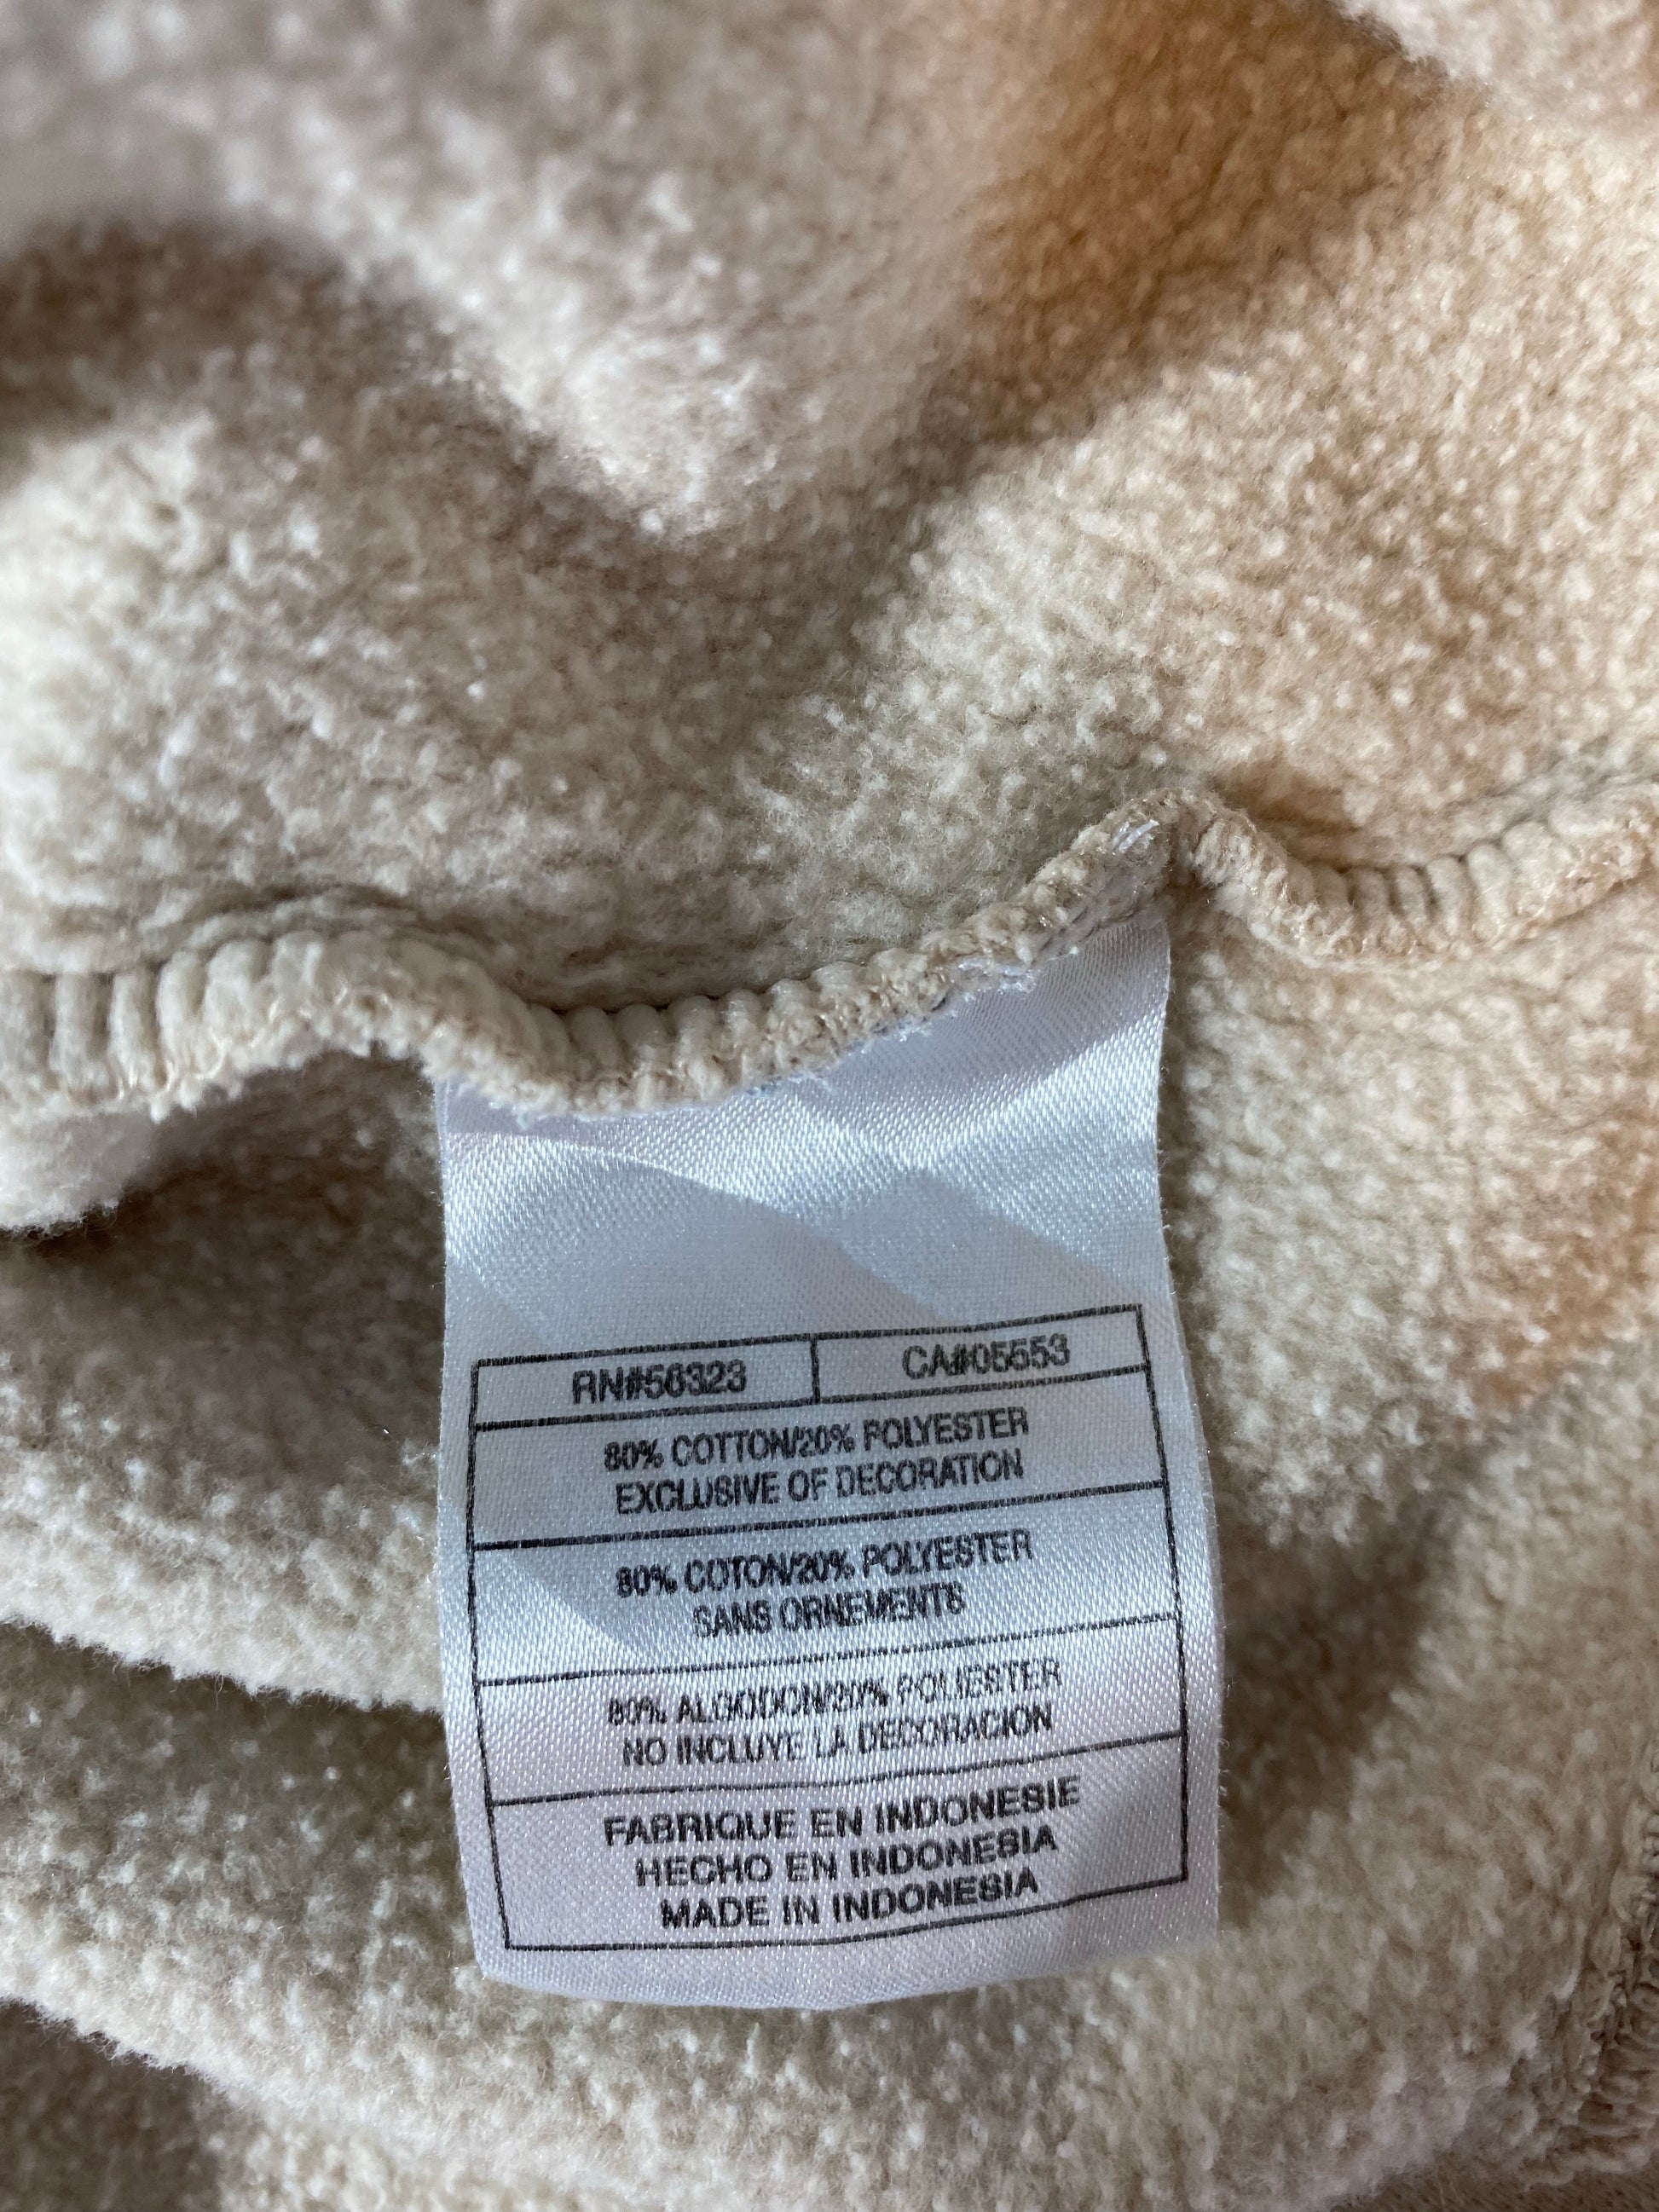 RN#56323 CA#05553
80% COTTON/20% POLYESTER
EXCLUSIVE OF DECORATION
80% COTON/20% POLYESTER
SANS ORNEMENTS
80% ALGODON/20% POLIESTER
NO INCLUYE LA DECORACION
FABRIQUE EN INDONESIE
HECHO EN INDONESIA
MADE IN INDONESIA